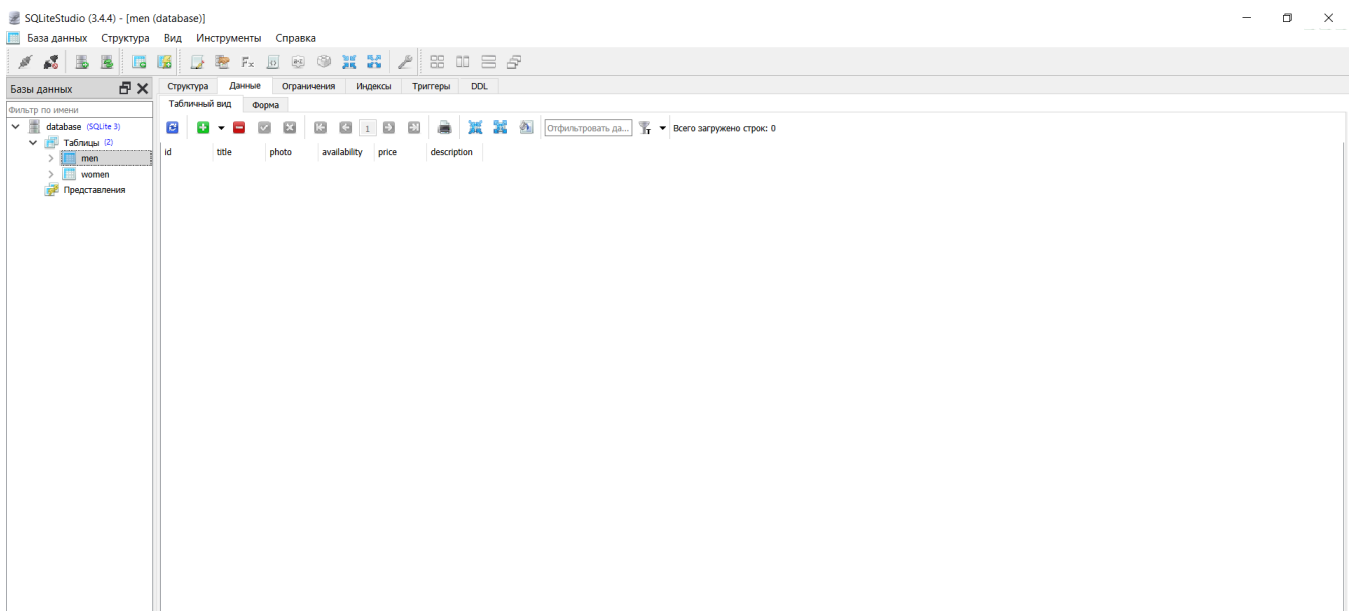 SQLiteStudio (3.4.4) - [men (database)]
База данных Структура Вид Инструменты Справка
Базы данных
Фильтр по имени
database (SQLite 3)
Таблицы (2)
men
women
Представления
Структура Данные Ограничения Индексы Триггеры DDL
Табличный вид Форма
1 Отфильтровать да... Всего загружено строк: 0
id title photo availability price description